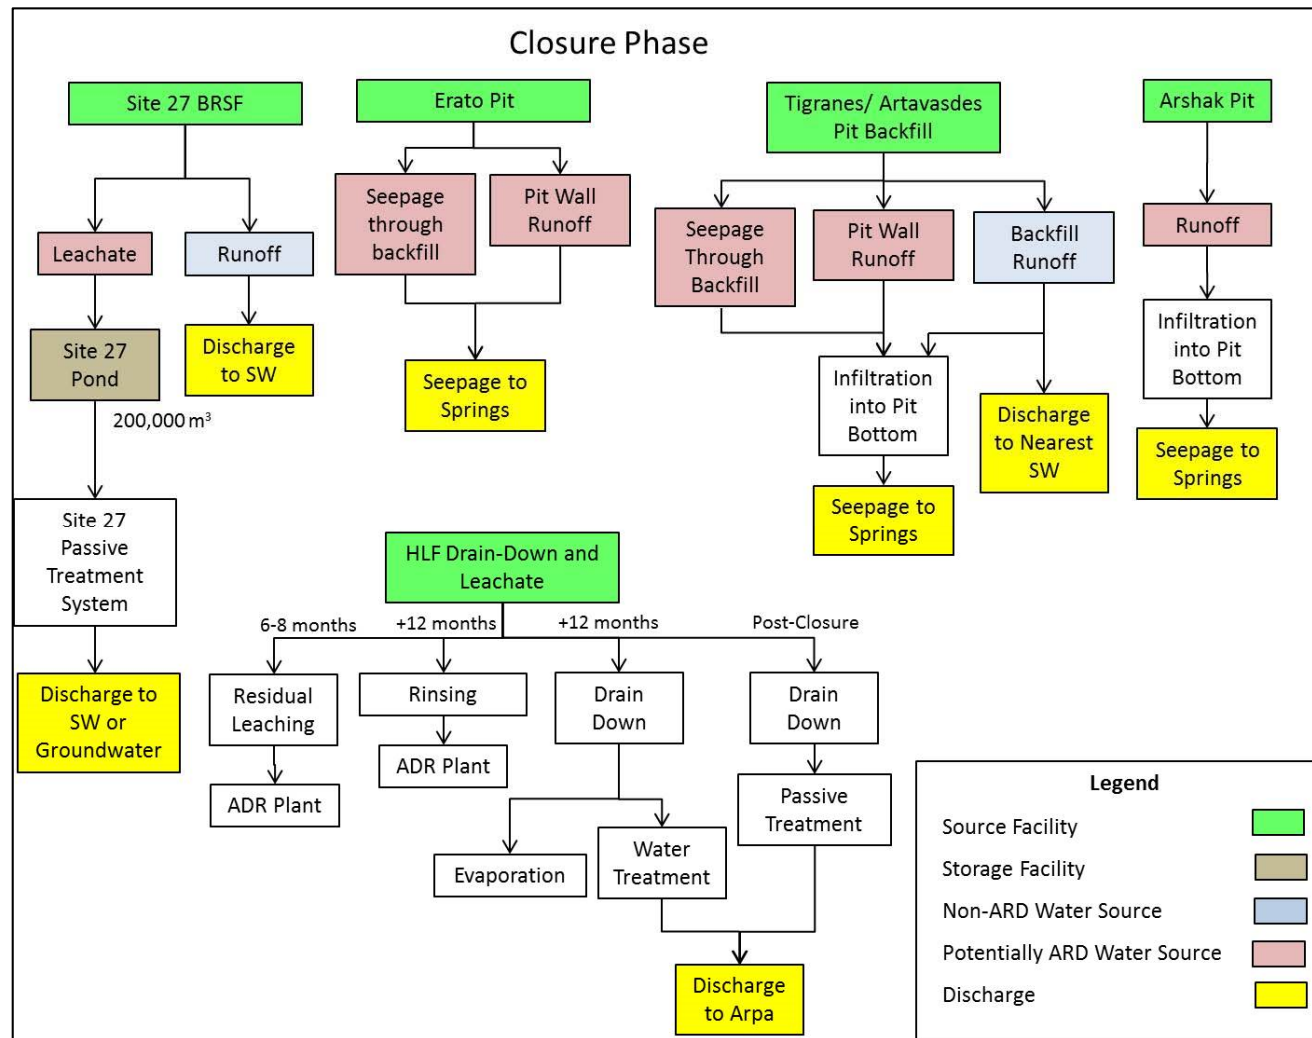 Closure Phase
Site 27 BRSF
Leachate
Runoff
Site 27
Pond
200,000 m³
Discharge
to SW
Site 27
Passive
Treatment
System
Discharge to
SW or
Groundwater
Erato Pit
Seepage
through
backfill
Pit Wall
Runoff
Seepage to
Springs
Tigranes/ Artavasdes
Pit Backfill
Seepage
Through
Backfill
Pit Wall
Runoff
Backfill
Runoff
Infiltration
into Pit
Bottom
Discharge
to Nearest
SW
Seepage to
Springs
Arshak Pit
Runoff
Infiltration
into Pit
Bottom
Seepage to
Springs
HLF Drain-Down and
Leachate
6-8 months
+12 months
+12 months
Post-Closure
Residual
Leaching
ADR Plant
Rinsing
ADR Plant
Drain
Down
Evaporation
Water
Treatment
Drain
Down
Passive
Treatment
Discharge
to Arpa
Legend
Source Facility
Storage Facility
Non-ARD Water Source
Potentially ARD Water Source
Discharge